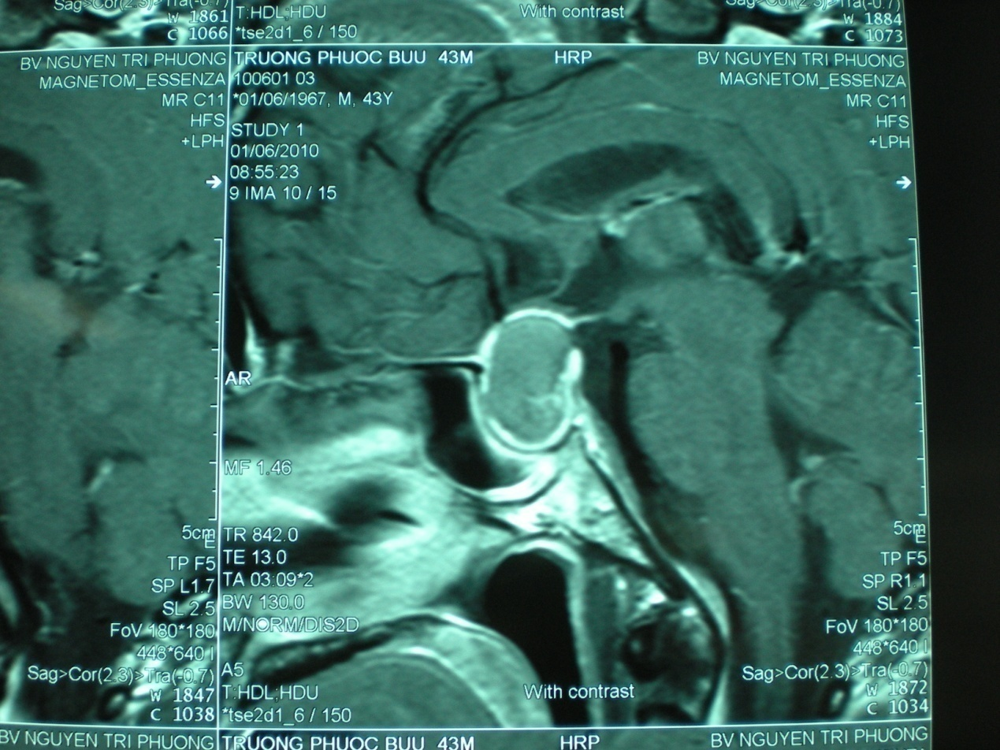 W 1861
C 1066
T:HDL;HDU
*tse2d1_6 / 150
With contrast
Sag>Cor(2.3)>Tra(-0.7)
W 1884
C 1073
BV NGUYEN TRI PHUONG
MAGNETOM_ESSENZA
MR C11
HFS
+LPH
5cm
E
TP F5
SP L1.7
SL 2.5
FoV 180*180
448*640 I
Sag>Cor(2.3)>Tra(-0.7)
W 1847
C 1038
TRUONG PHUOC BUU 43M
HRP
BV NGUYEN TRI PHUONG
100601 03
MAGNETOM_ESSENZA
*01/06/1967, M, 43Y
MR C11
HFS
STUDY 1
+LPH
01/06/2010
08:55:23
9 IMA 10 / 15
AR
MF 1.46
TR 842.0
TE 13.0
TA 03:09*2
BW 130.0
M/NORM/DIS2D
A5
T:HDL;HDU
*tse2d1_6 / 150
With contrast
5cm
E
TP F5
SP R1.1
SL 2.5
FoV 180*180
448*640 I
Sag>Cor(2.3)>Tra(-0.7)
W 1872
C 1034
BV NGUYEN TRI PHUONG
TRUONG PHUOC BUU 43M
HRP
BV NGUYEN TRI PHUONG